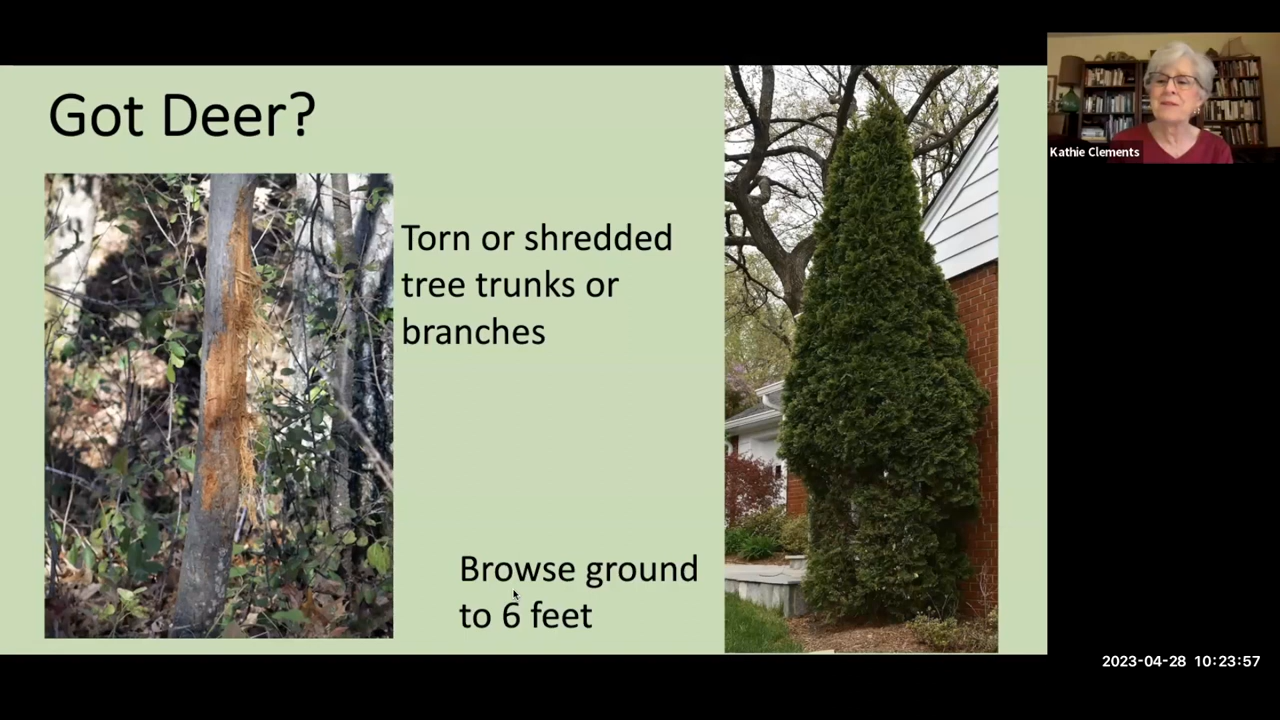 Got Deer?
Torn or shredded
tree trunks or
branches
Browse ground
to 6 feet
Kathie Clements
2023-04-28 10:23:57